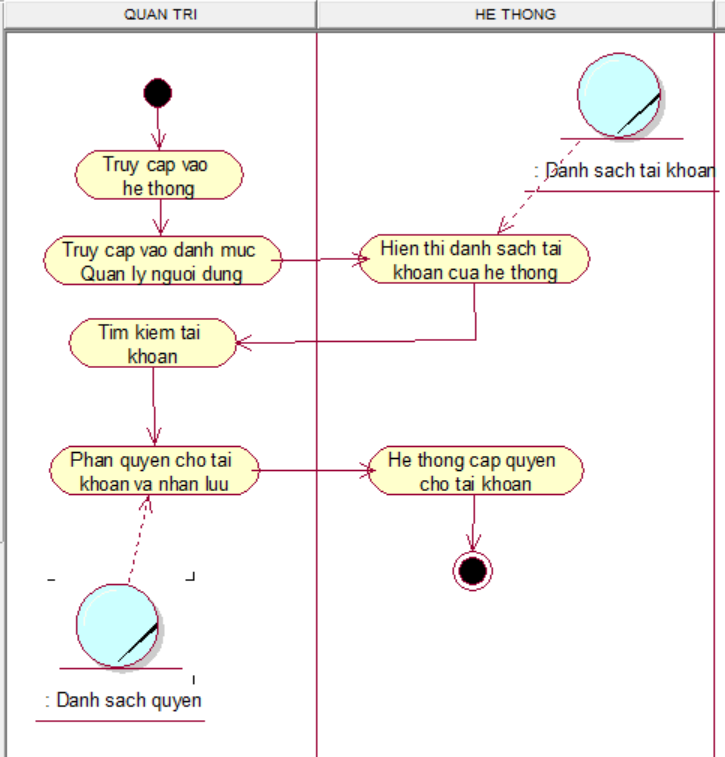 QUAN TRI
HE THONG
: Danh sach tai khoan
Truy cap vao
he thong
Truy cap vao danh muc
Quan ly nguoi dung
Hien thi danh sach tai
khoan cua he thong
Tim kiem tai
khoan
Phan quyen cho tai
khoan va nhan luu
He thong cap quyen
cho tai khoan
: Danh sach quyen